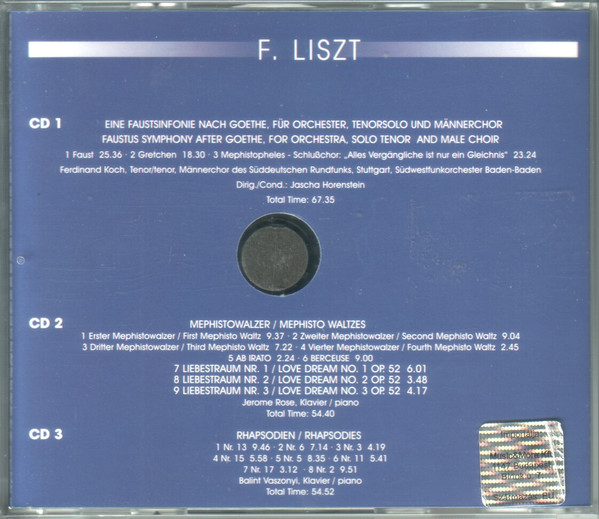 F. LISZT
CD 1
EINE FAUSTSINFONIE NACH GOETHE, FÜR ORCHESTER, TENORSOLO UND MÄNNERCHOR
FAUSTUS SYMPHONY AFTER GOETHE, FOR ORCHESTRA, SOLO TENOR AND MALE CHOIR
1 Faust 25.36 · 2 Gretchen 18.30 · 3 Mephistopheles - Schlußchor: „Alles Vergängliche ist nur ein Gleichnis" 23.24
Ferdinand Koch, Tenor/tenor, Männerchor des Süddeutschen Rundfunks, Stuttgart, Südwestfunkorchester Baden-Baden
Dirig./Cond.: Jascha Horenstein
Total Time: 67.35
CD 2
MEPHISTOWALZER / MEPHISTO WALTZES
1 Erster Mephistowalzer / First Mephisto Waltz 9.37 · 2 Zweiter Mephistowalzer / Second Mephisto Waltz 9.04
3 Dritter Mephistowalzer / Third Mephisto Waltz 7.22 · 4 Vierter Mephistowalzer / Fourth Mephisto Waltz 2.45
5 AB IRATO 2.24 · 6 BERCEUSE 9.00
7 LIEBESTRAUM NR. 1 / LOVE DREAM NO. 1 OP. 52 6.01
8 LIEBESTRAUM NR. 2 / LOVE DREAM NO. 2 OP. 52 3.48
9 LIEBESTRAUM NR. 3 / LOVE DREAM NO. 3 OP. 52 4.17
Jerome Rose, Klavier / piano
Total Time: 54.40
CD 3
RHAPSODIEN / RHAPSODIES
1 Nr. 13 9.46 · 2 Nr. 6 7.14 · 3 Nr. 3 4.19
4 Nr. 15 5.58 · 5 Nr. 5 8.35 · 6 Nr. 11 5.41
7 Nr. 17 3.12 · 8 Nr. 2 9.51
Balint Vaszonyi, Klavier / piano
Total Time: 54.52